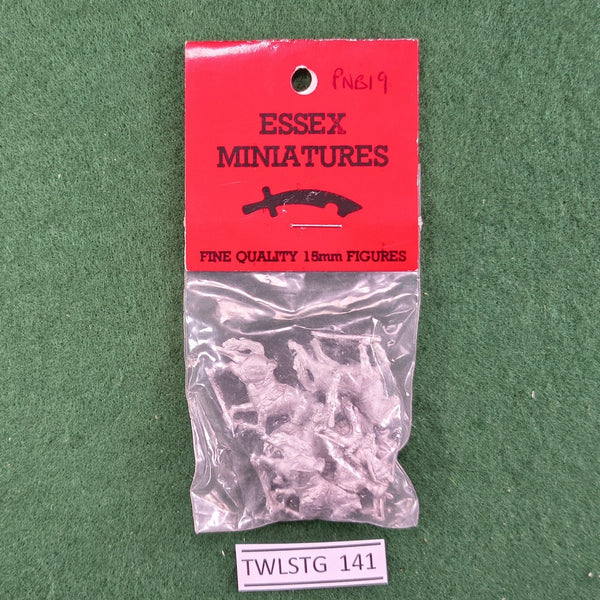 PNB19
ESSEX
MINIATURES
FINE QUALITY 15mm FIGURES
TWLSTG 141